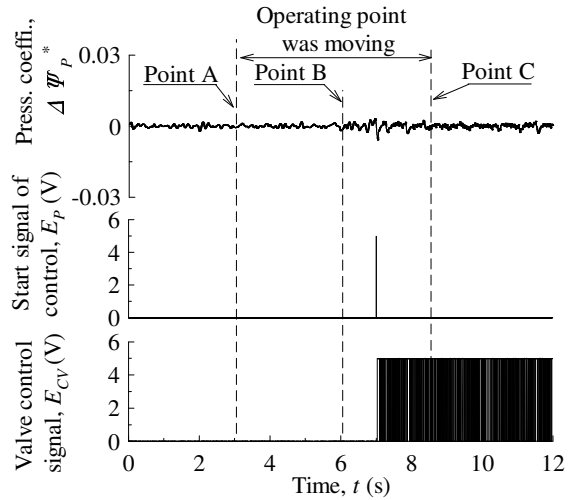 Operating point
was moving
Point A
Point B
Point C
Press. coeffi.,
Δ Ψ_P*
0.03
0
-0.03
Start signal of
control, E_P (V)
6
4
2
0
Valve control
signal, E_CV (V)
6
4
2
0
0 2 4 6 8 10 12
Time, t (s)